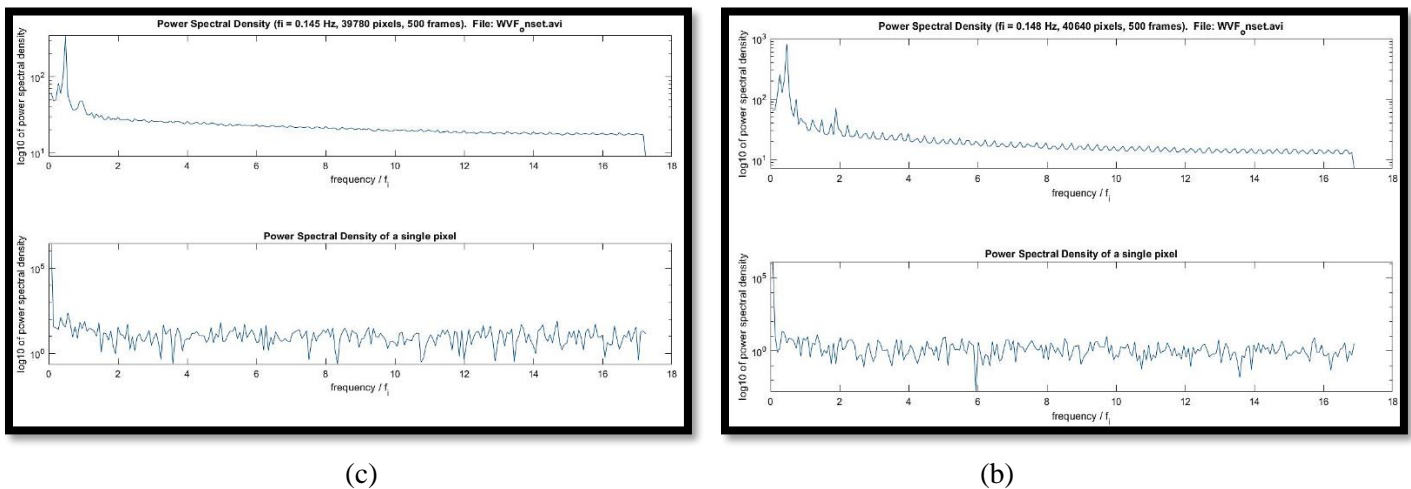 Power Spectral Density (fi = 0.145 Hz, 39780 pixels, 500 frames). File: WVF_onset.avi
log10 of power spectral density
10^2
10^1
0 2 4 6 8 10 12 14 16 18
frequency / f_i
Power Spectral Density of a single pixel
log10 of power spectral density
10^5
10^0
0 2 4 6 8 10 12 14 16 18
frequency / f_i
(c)
Power Spectral Density (fi = 0.148 Hz, 40640 pixels, 500 frames). File: WVF_onset.avi
log10 of power spectral density
10^3
10^2
10^1
0 2 4 6 8 10 12 14 16 18
frequency / f_i
Power Spectral Density of a single pixel
log10 of power spectral density
10^5
10^0
0 2 4 6 8 10 12 14 16 18
frequency / f_i
(b)